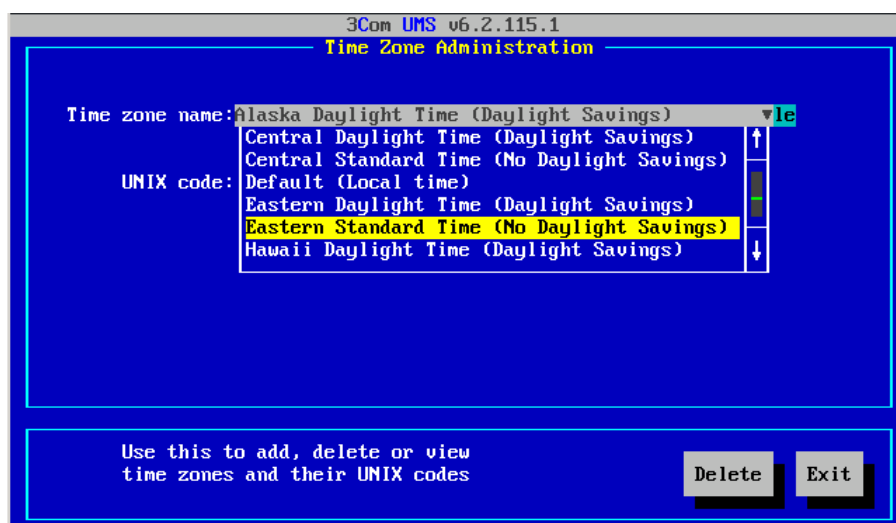 3Com UMS v6.2.115.1
Time Zone Administration
Time zone name: Alaska Daylight Time (Daylight Savings) ▼le
Central Daylight Time (Daylight Savings)
Central Standard Time (No Daylight Savings)
UNIX code: Default (Local time)
Eastern Daylight Time (Daylight Savings)
Eastern Standard Time (No Daylight Savings)
Hawaii Daylight Time (Daylight Savings)
Use this to add, delete or view
time zones and their UNIX codes
Delete Exit